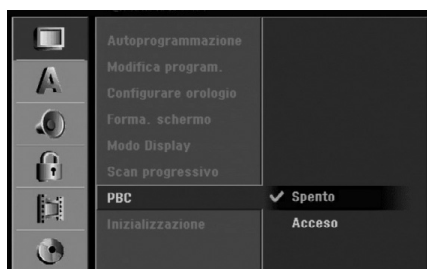 Autoprogrammazione
Modifica program.
Configurare orologio
Forma. schermo
Modo Display
Scan progressivo
PBC
Spento
Inizializzazione
Acceso